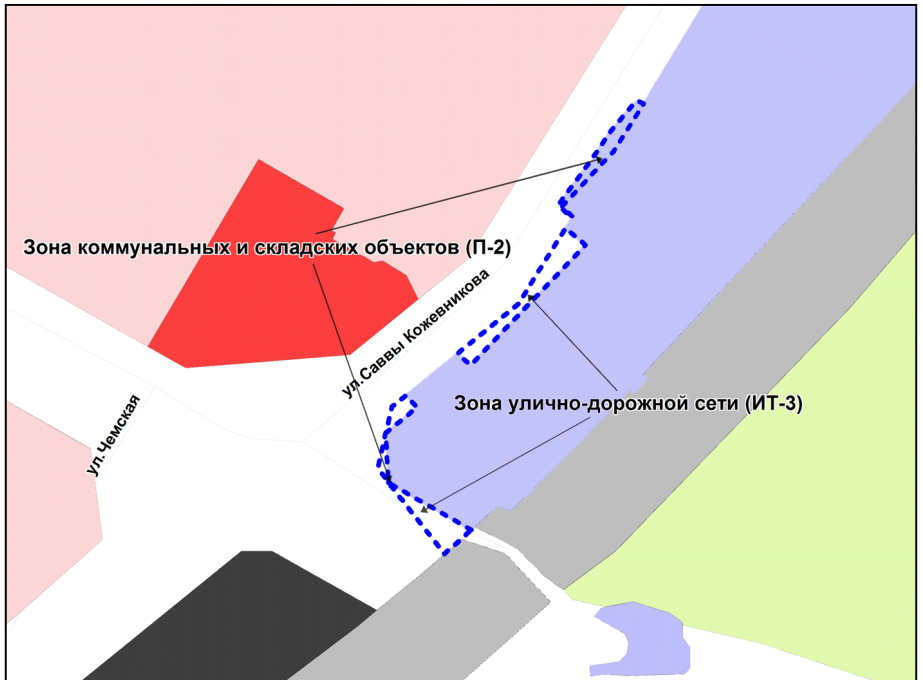 Зона коммунальных и складских объектов (П-2)
ул.Саввы Кожевникова
Зона улично-дорожной сети (ИТ-3)
ул.Чемская